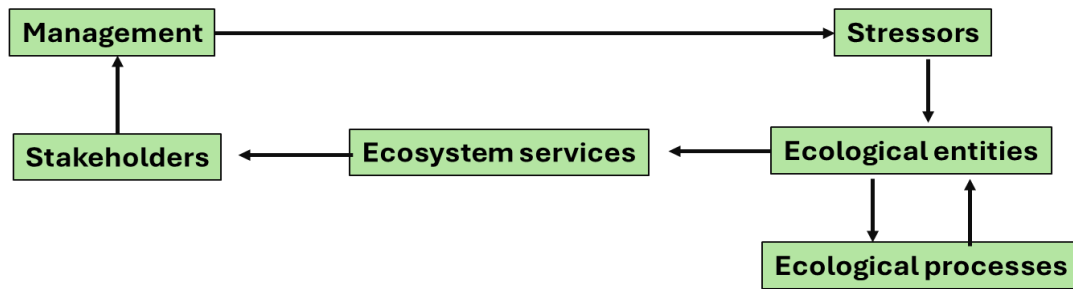 Management
Stressors
Stakeholders
Ecosystem services
Ecological entities
Ecological processes